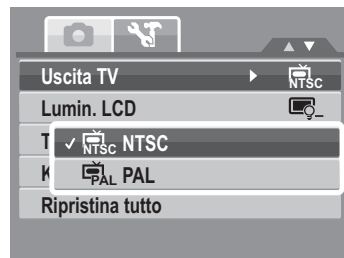 Uscita TV NTSC
Lumin. LCD
T NTSC NTSC
K PAL PAL
Ripristina tutto